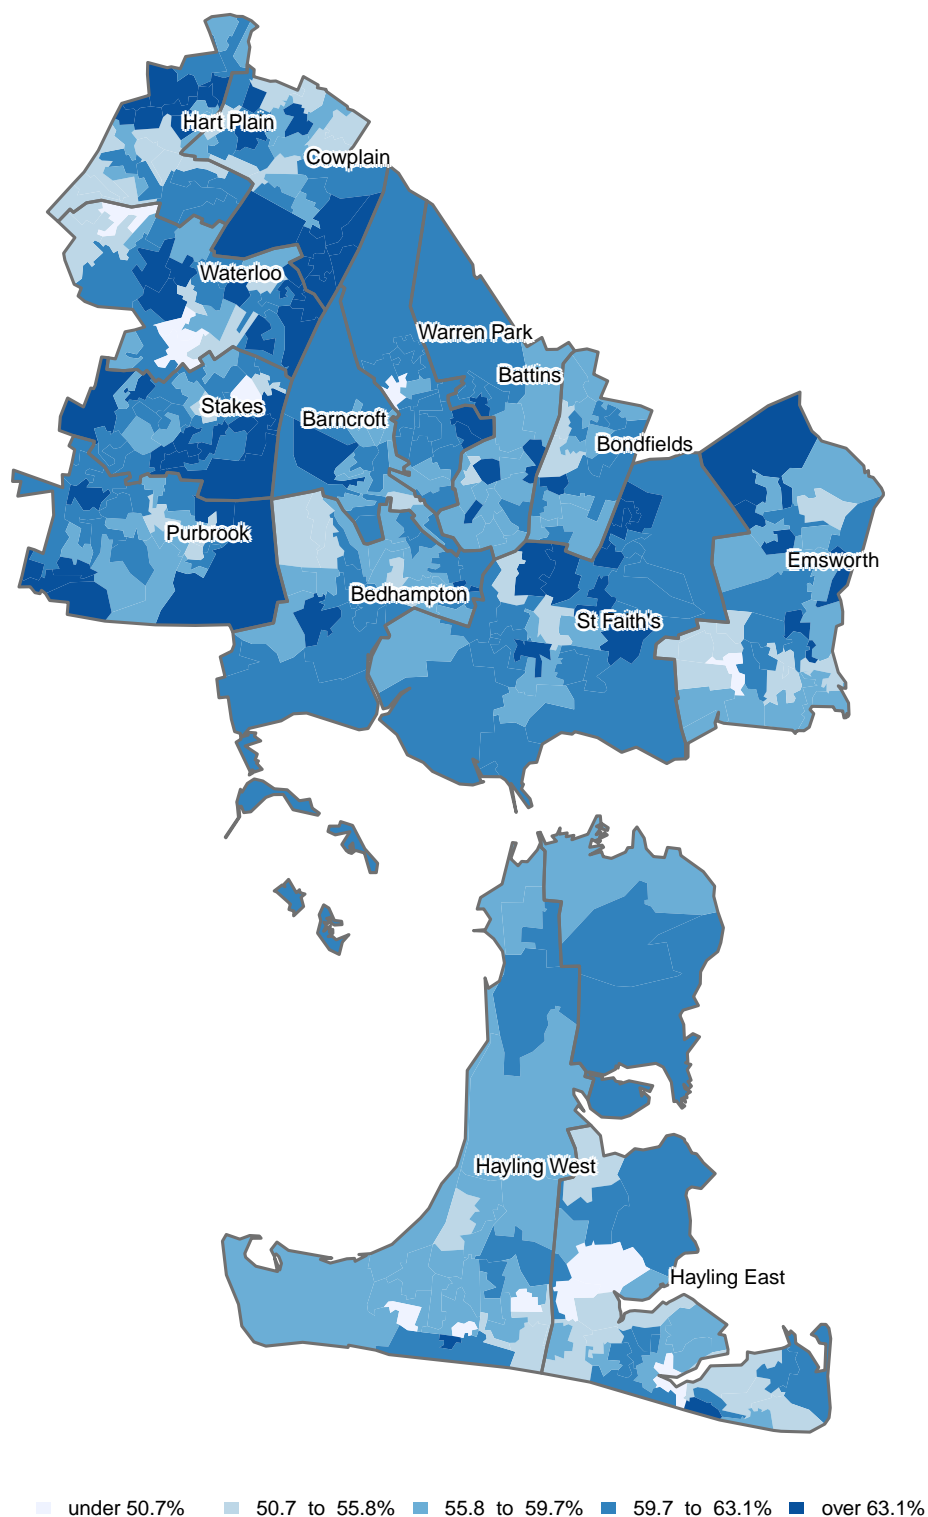 Hart Plain
Cowplain
Waterloo
Warren Park
Battins
Stakes
Barncroft
Bondfields
Purbrook
Emsworth
Bedhampton
St Faith's
Hayling West
Hayling East
under 50.7% 50.7 to 55.8% 55.8 to 59.7% 59.7 to 63.1% over 63.1%